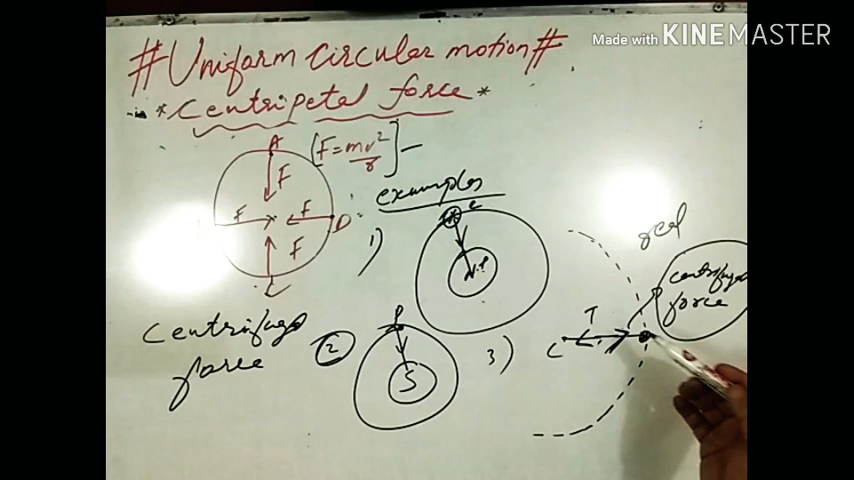 Made with KINEMASTER
#Uniform circular motion#
*Centripetal force*
A
[F = mv²/r]
F
F
F
D
F
examples
1)
e
N.P.
real
centrifugal
force
T
C
centrifugal
force
2
P
S
3)